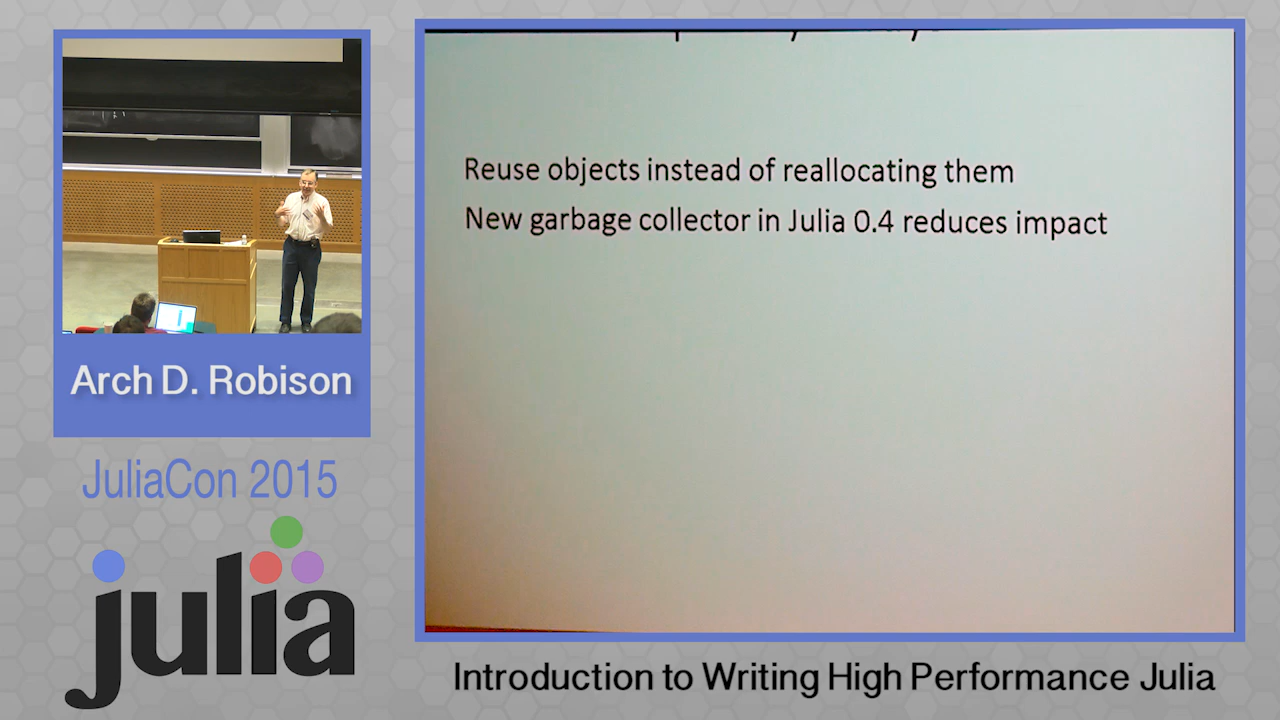 Reuse objects instead of reallocating them
New garbage collector in Julia 0.4 reduces impact
Arch D. Robison
JuliaCon 2015
julia
Introduction to Writing High Performance Julia